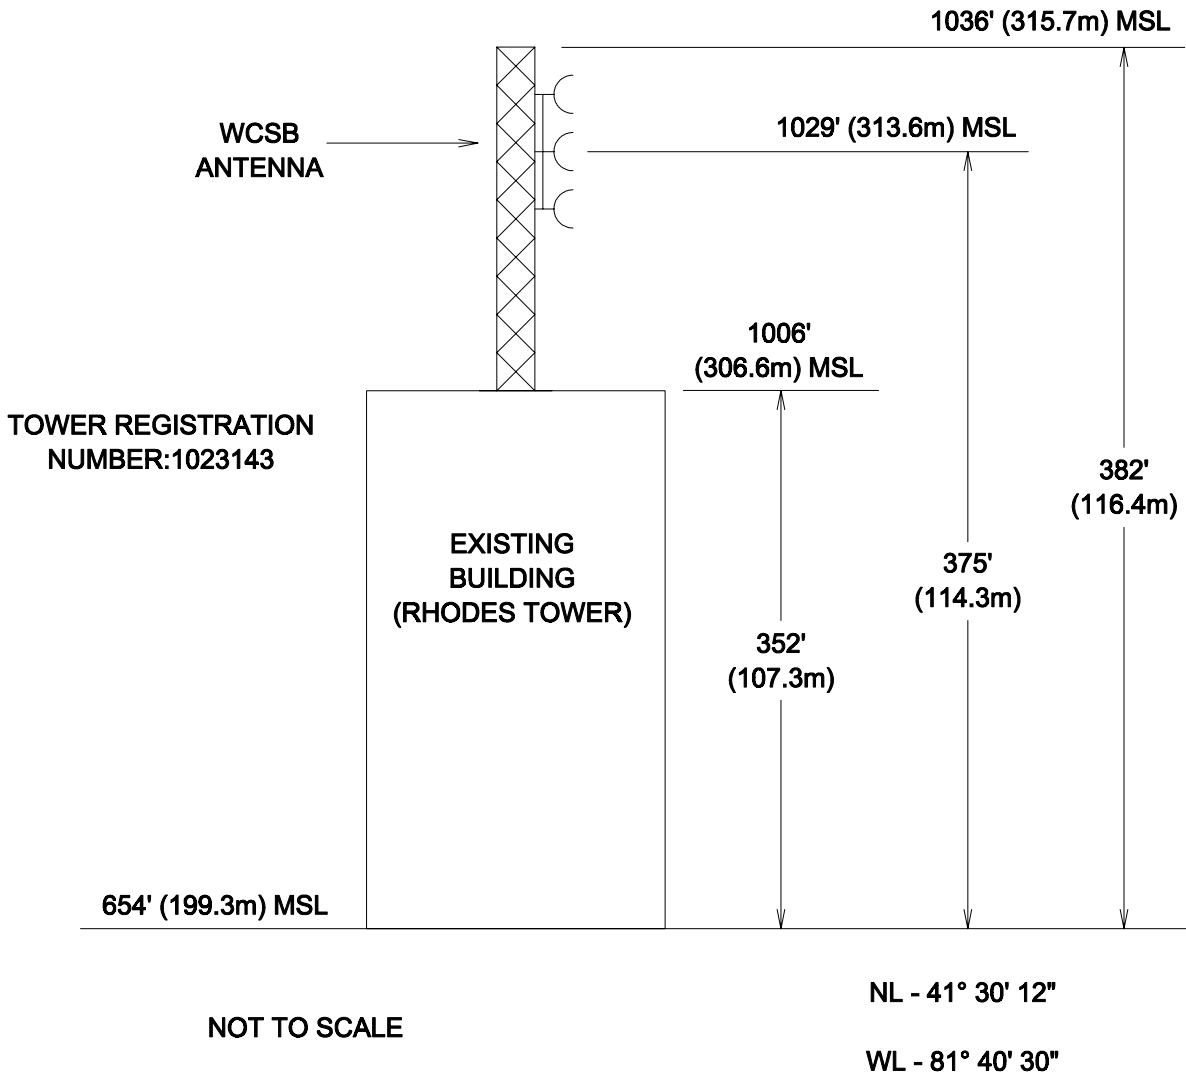 1036' (315.7m) MSL
WCSB
ANTENNA
1029' (313.6m) MSL
1006'
(306.6m) MSL
TOWER REGISTRATION
NUMBER:1023143
382'
(116.4m)
EXISTING
BUILDING
(RHODES TOWER)
375'
(114.3m)
352'
(107.3m)
654' (199.3m) MSL
NL - 41° 30' 12"
NOT TO SCALE
WL - 81° 40' 30"